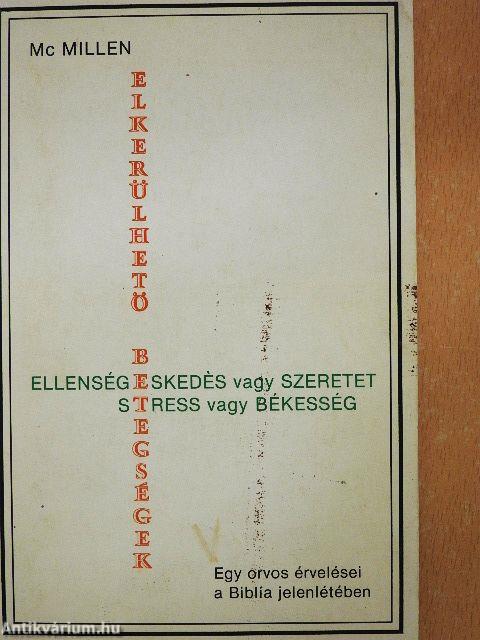 Mc MILLEN
ELKERÜLHETŐ BETEGSÉGEK
ELLENSÉGESKEDÈS vagy SZERETET
STRESS vagy BÉKESSÉG
Egy orvos érvelései
a Biblia jelenlétében
Antikvárium.hu